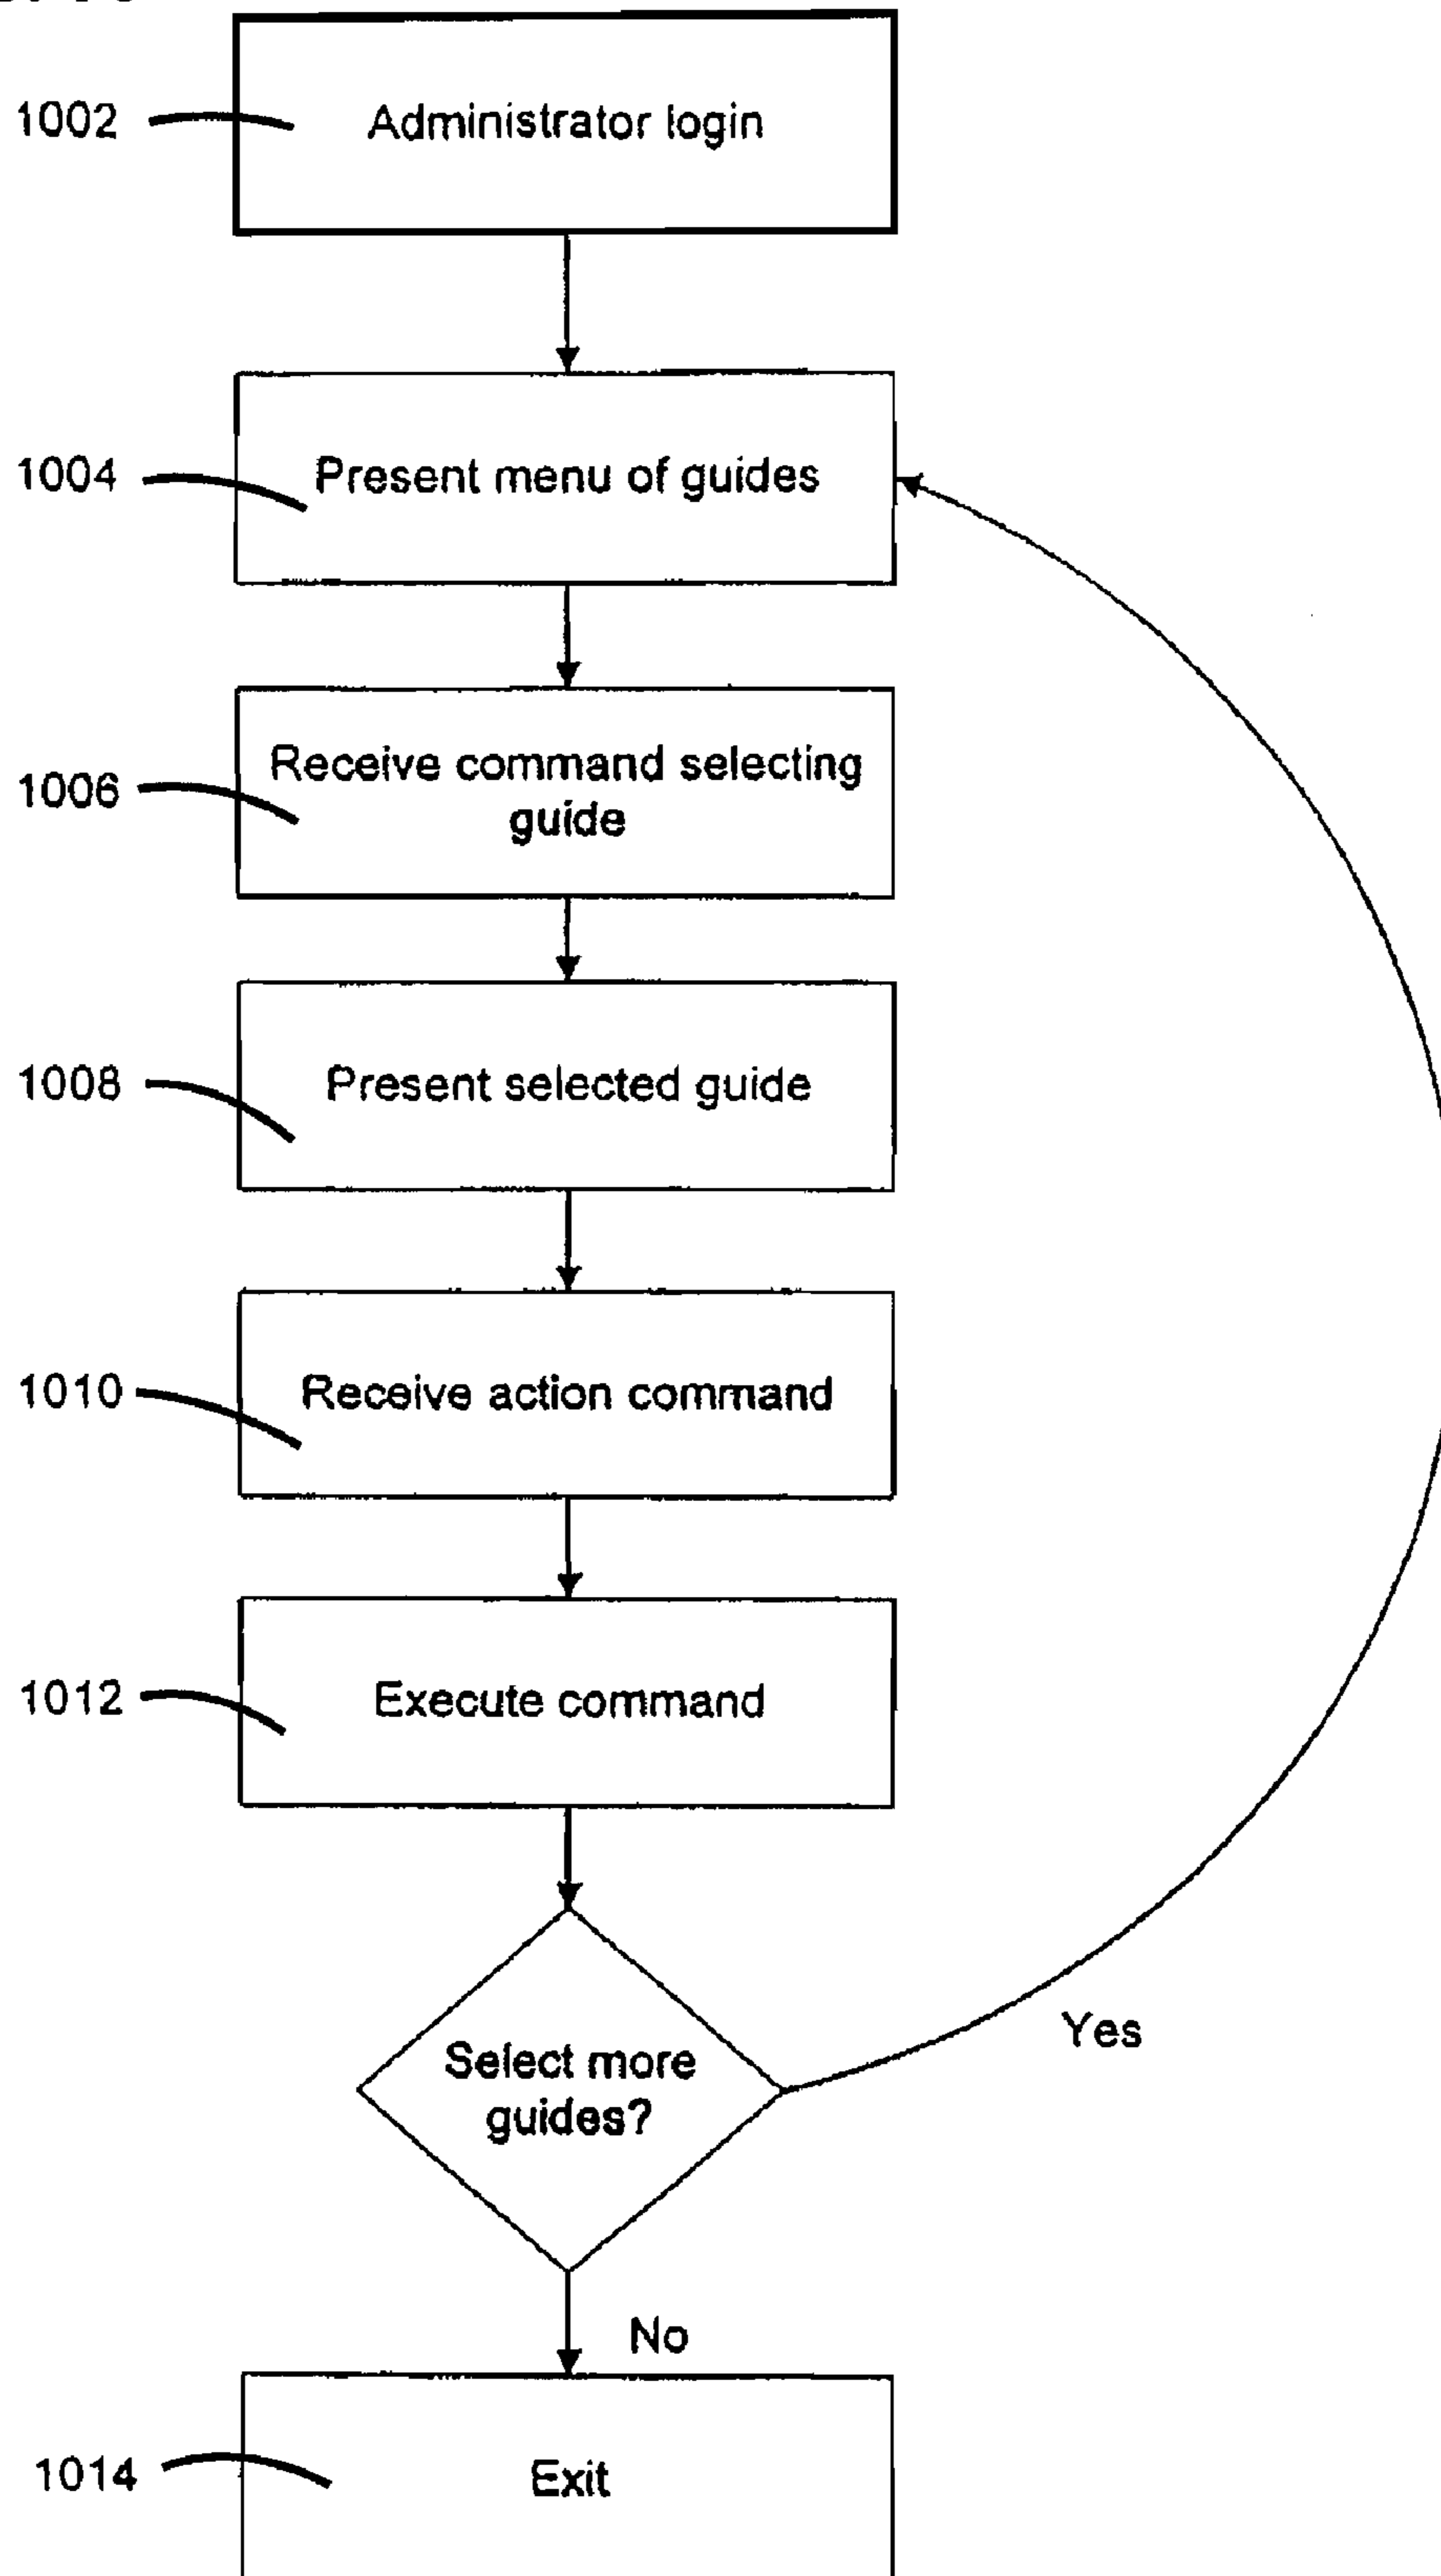 1002
Administrator login
1004
Present menu of guides
1006
Receive command selecting
guide
1008
Present selected guide
1010
Receive action command
1012
Execute command
Select more
guides?
Yes
No
1014
Exit